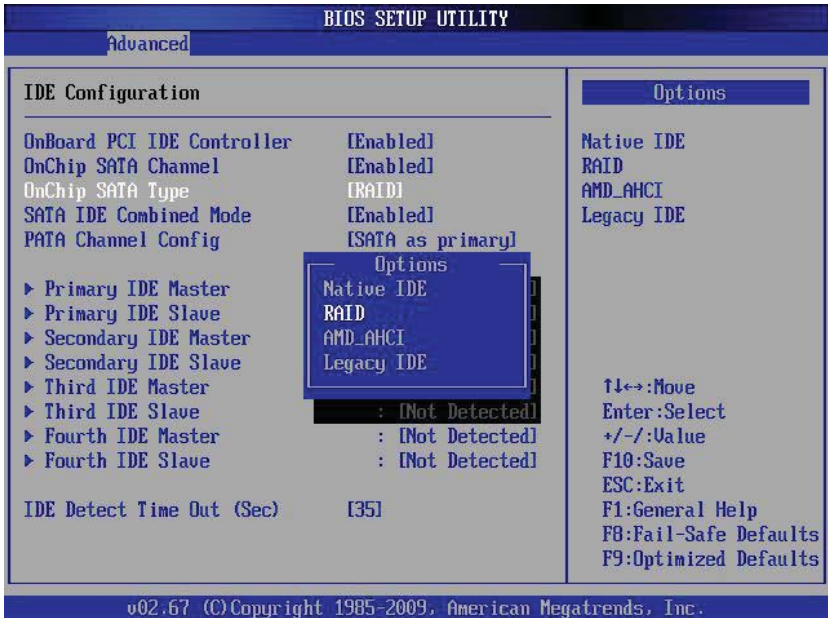 BIOS SETUP UTILITY
Advanced
IDE Configuration
OnBoard PCI IDE Controller [Enabled]
OnChip SATA Channel [Enabled]
OnChip SATA Type [RAID]
SATA IDE Combined Mode [Enabled]
PATA Channel Config [SATA as primary]
▶ Primary IDE Master
▶ Primary IDE Slave
▶ Secondary IDE Master
▶ Secondary IDE Slave
▶ Third IDE Master
▶ Third IDE Slave : [Not Detected]
▶ Fourth IDE Master : [Not Detected]
▶ Fourth IDE Slave : [Not Detected]
IDE Detect Time Out (Sec) [35]
Options
Native IDE
RAID
AMD_AHCI
Legacy IDE
Options
Native IDE
RAID
AMD_AHCI
Legacy IDE
↑↓←→:Move
Enter:Select
+/-/:Value
F10:Save
ESC:Exit
F1:General Help
F8:Fail-Safe Defaults
F9:Optimized Defaults
v02.67 (C)Copyright 1985-2009, American Megatrends, Inc.